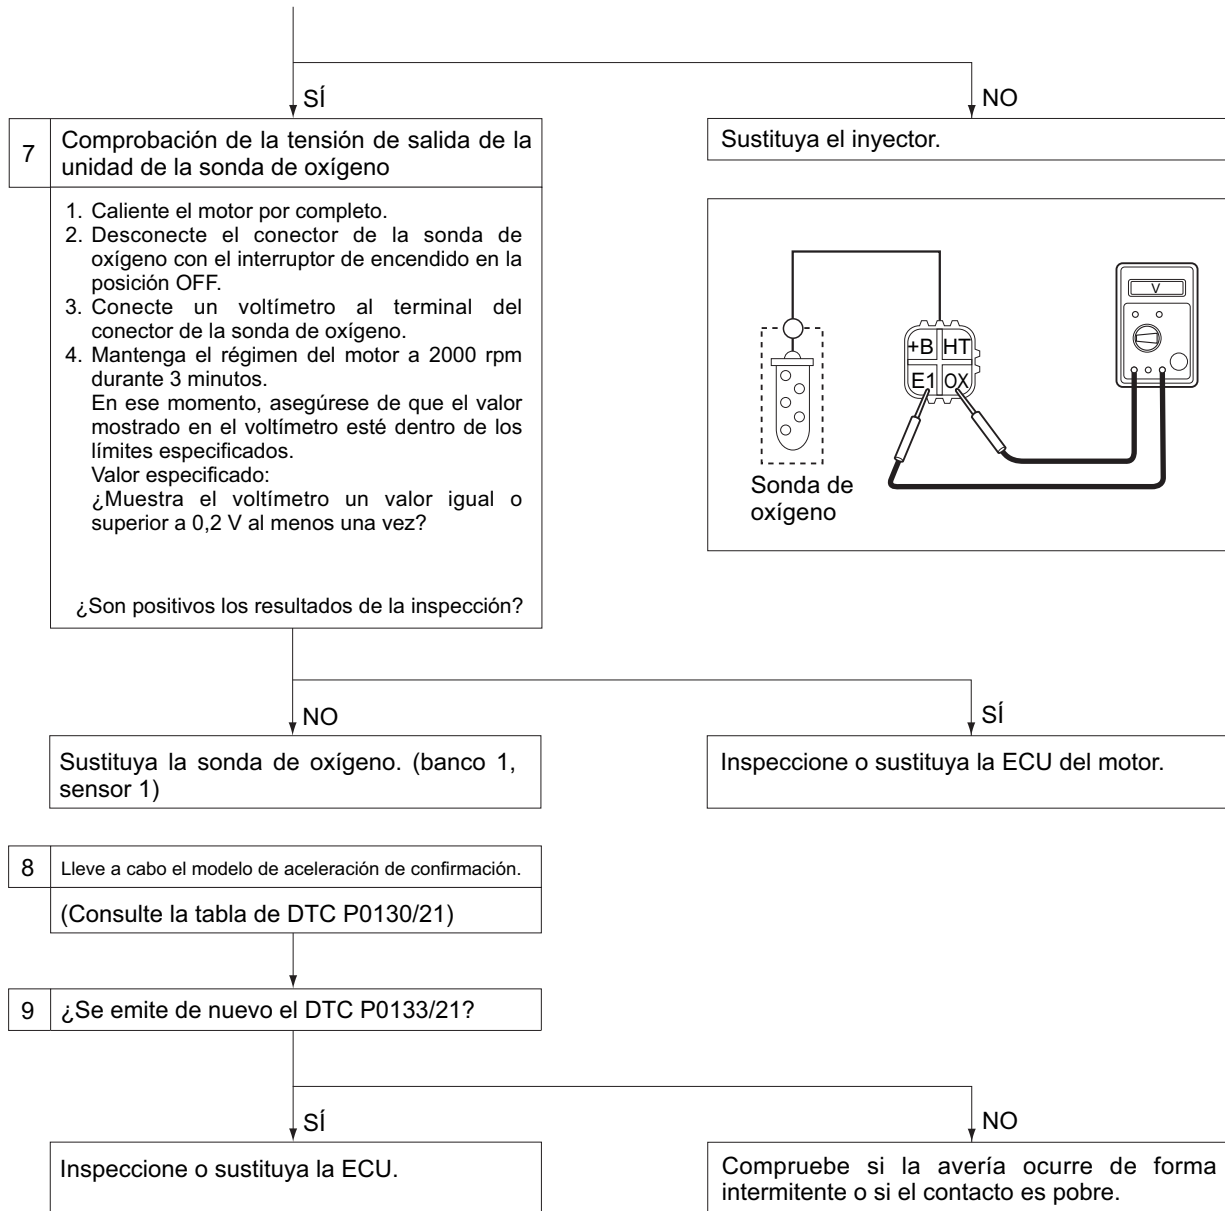 SÍ
NO
7
Comprobación de la tensión de salida de la
unidad de la sonda de oxígeno
1. Caliente el motor por completo.
2. Desconecte el conector de la sonda de
oxígeno con el interruptor de encendido en la
posición OFF.
3. Conecte un voltímetro al terminal del
conector de la sonda de oxígeno.
4. Mantenga el régimen del motor a 2000 rpm
durante 3 minutos.
En ese momento, asegúrese de que el valor
mostrado en el voltímetro esté dentro de los
límites especificados.
Valor especificado:
¿Muestra el voltímetro un valor igual o
superior a 0,2 V al menos una vez?
¿Son positivos los resultados de la inspección?
Sustituya el inyector.
V
+B HT
E1 OX
Sonda de
oxígeno
NO
SÍ
Sustituya la sonda de oxígeno. (banco 1,
sensor 1)
Inspeccione o sustituya la ECU del motor.
8
Lleve a cabo el modelo de aceleración de confirmación.
(Consulte la tabla de DTC P0130/21)
9
¿Se emite de nuevo el DTC P0133/21?
SÍ
NO
Inspeccione o sustituya la ECU.
Compruebe si la avería ocurre de forma
intermitente o si el contacto es pobre.